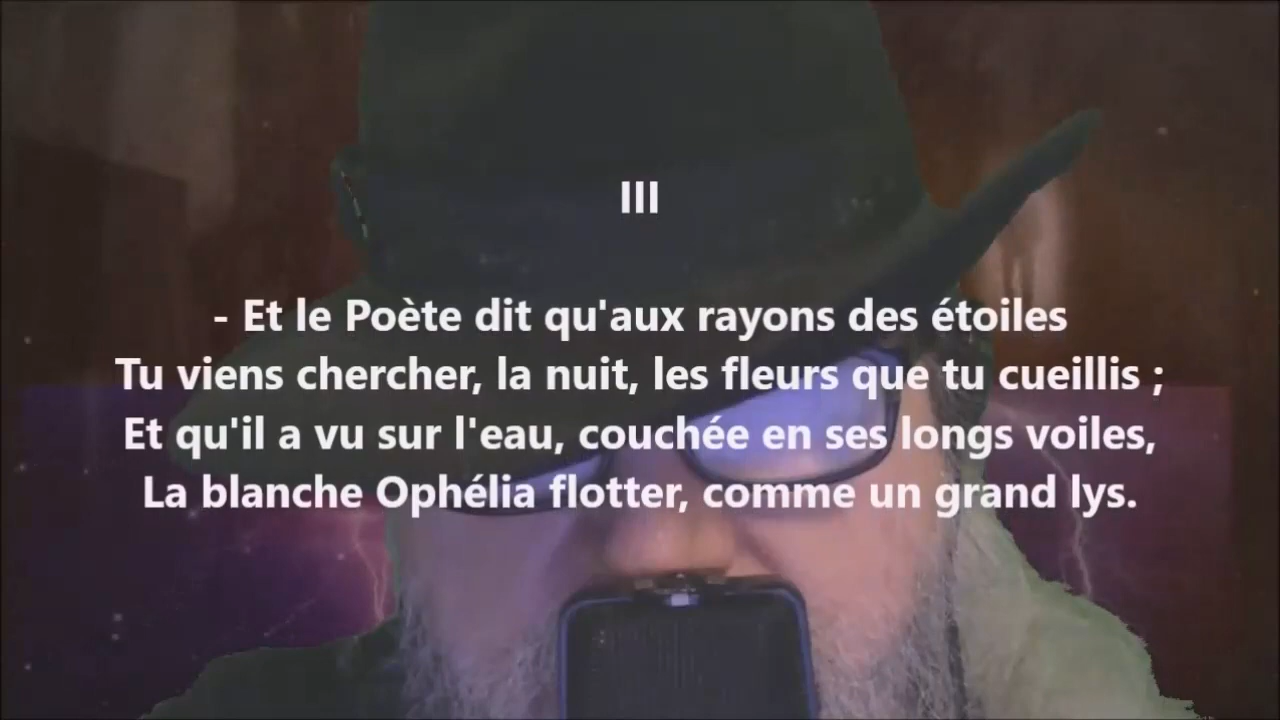 III
- Et le Poète dit qu'aux rayons des étoiles
Tu viens chercher, la nuit, les fleurs que tu cueillis ;
Et qu'il a vu sur l'eau, couchée en ses longs voiles,
La blanche Ophélia flotter, comme un grand lys.